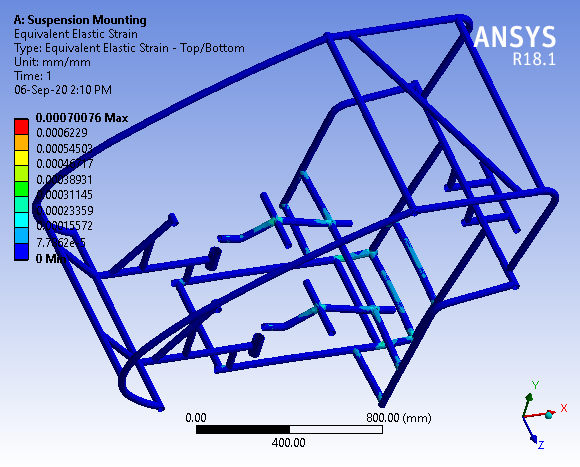 A: Suspension Mounting
Equivalent Elastic Strain
Type: Equivalent Elastic Strain - Top/Bottom
Unit: mm/mm
Time: 1
06-Sep-20 2:10 PM
ANSYS
R18.1
0.00070076 Max
0.0006229
0.00054503
0.00038931
0.00031145
0.00023359
0.00015572
0 Min
0.00
800.00 (mm)
400.00
Y
X
Z